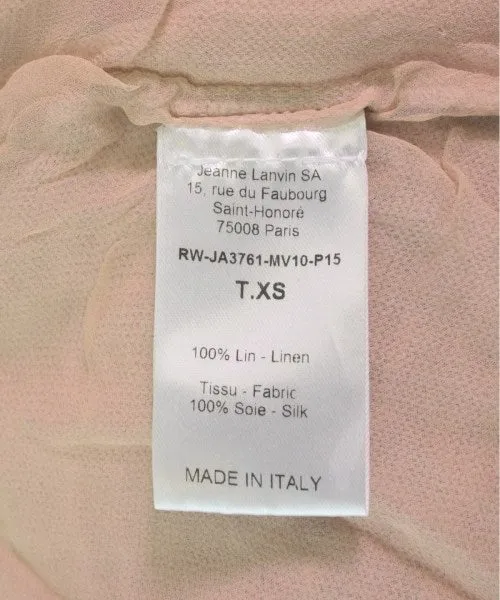 Jeanne Lanvin SA
15, rue du Faubourg
Saint-Honoré
75008 Paris
RW-JA3761-MV10-P15
T.XS
100% Lin - Linen
Tissu - Fabric
100% Soie - Silk
MADE IN ITALY